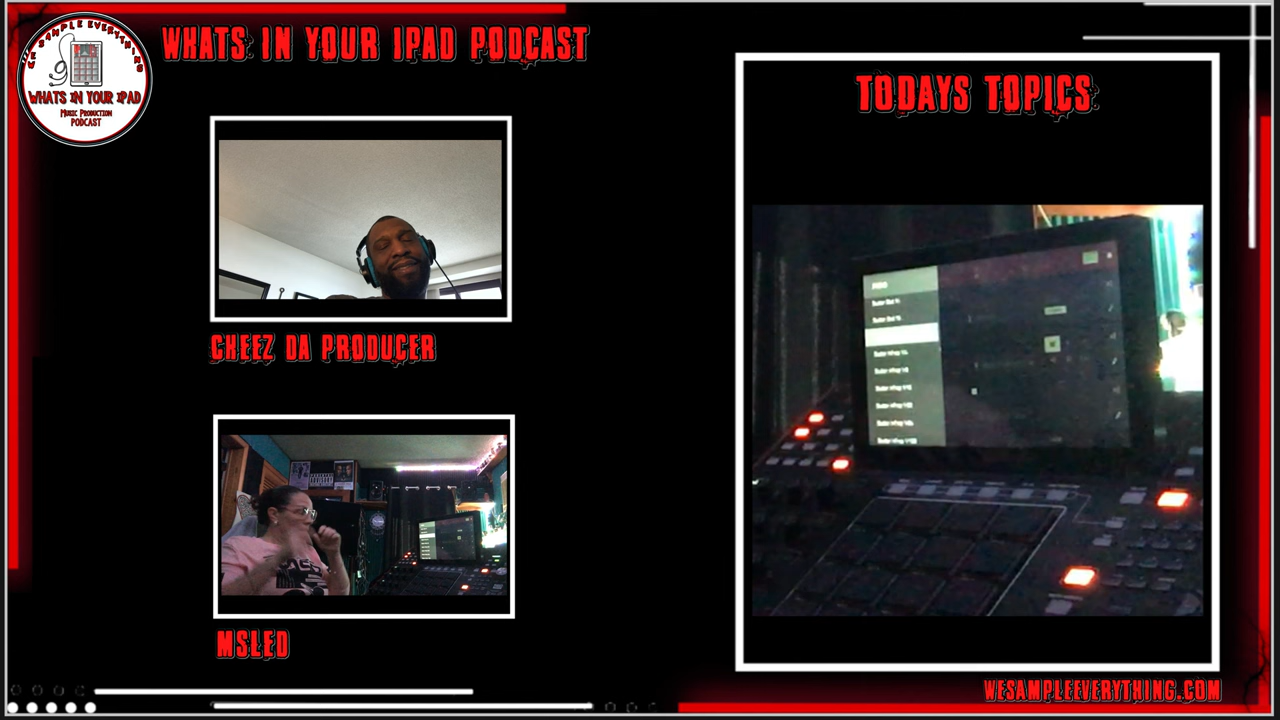 WE SAMPLE EVERYTHING
WHATS IN YOUR IPAD
MUSIC PRODUCTION
PODCAST
WHATS IN YOUR IPAD PODCAST
TODAYS TOPICS
CHEEZ DA PRODUCER
MSLED
WESAMPLEEVERYTHING.COM